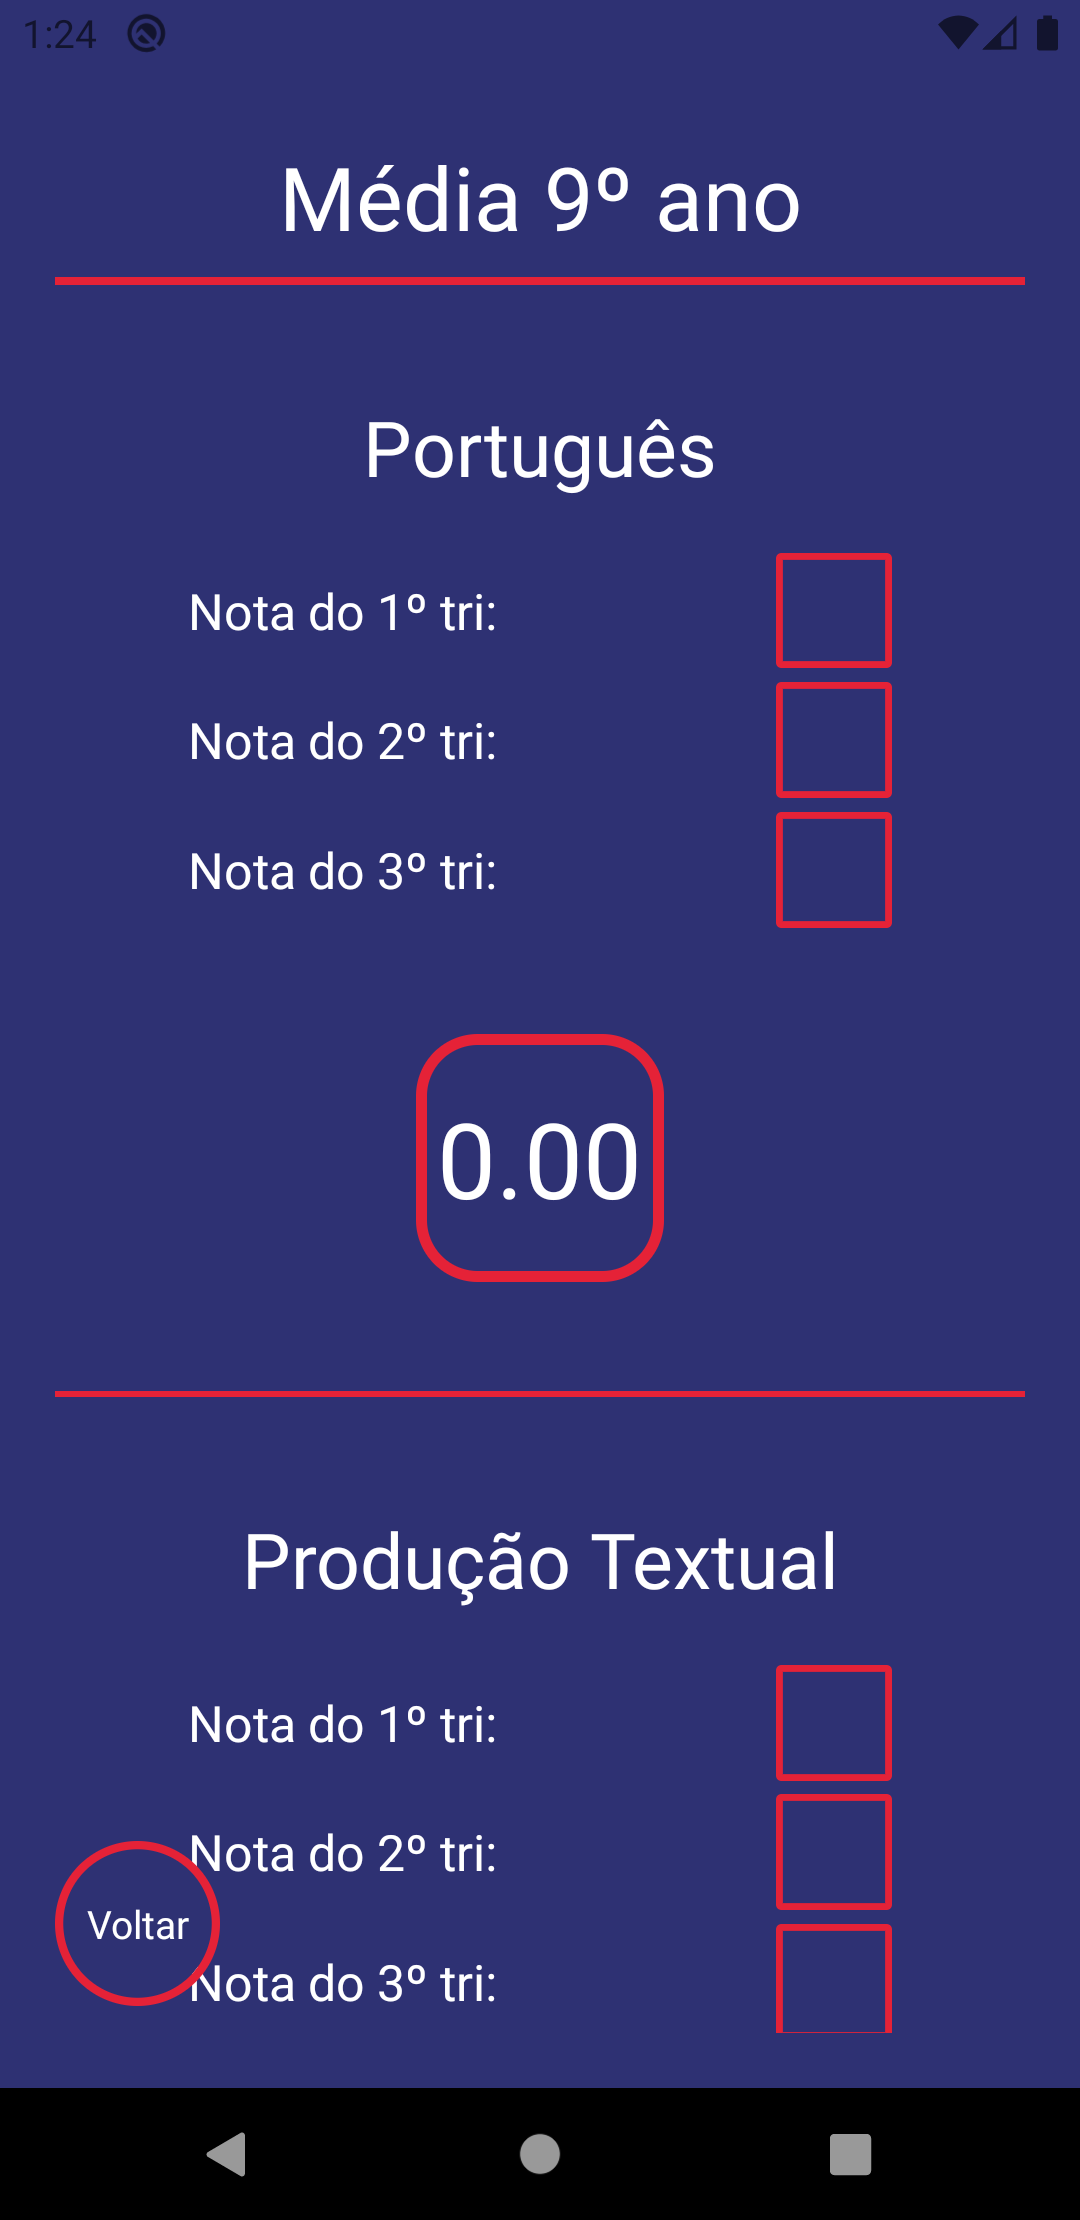 1:24
Média 9º ano
Português
Nota do 1º tri:
Nota do 2º tri:
Nota do 3º tri:
0.00
Produção Textual
Nota do 1º tri:
Nota do 2º tri:
Voltar
Nota do 3º tri: